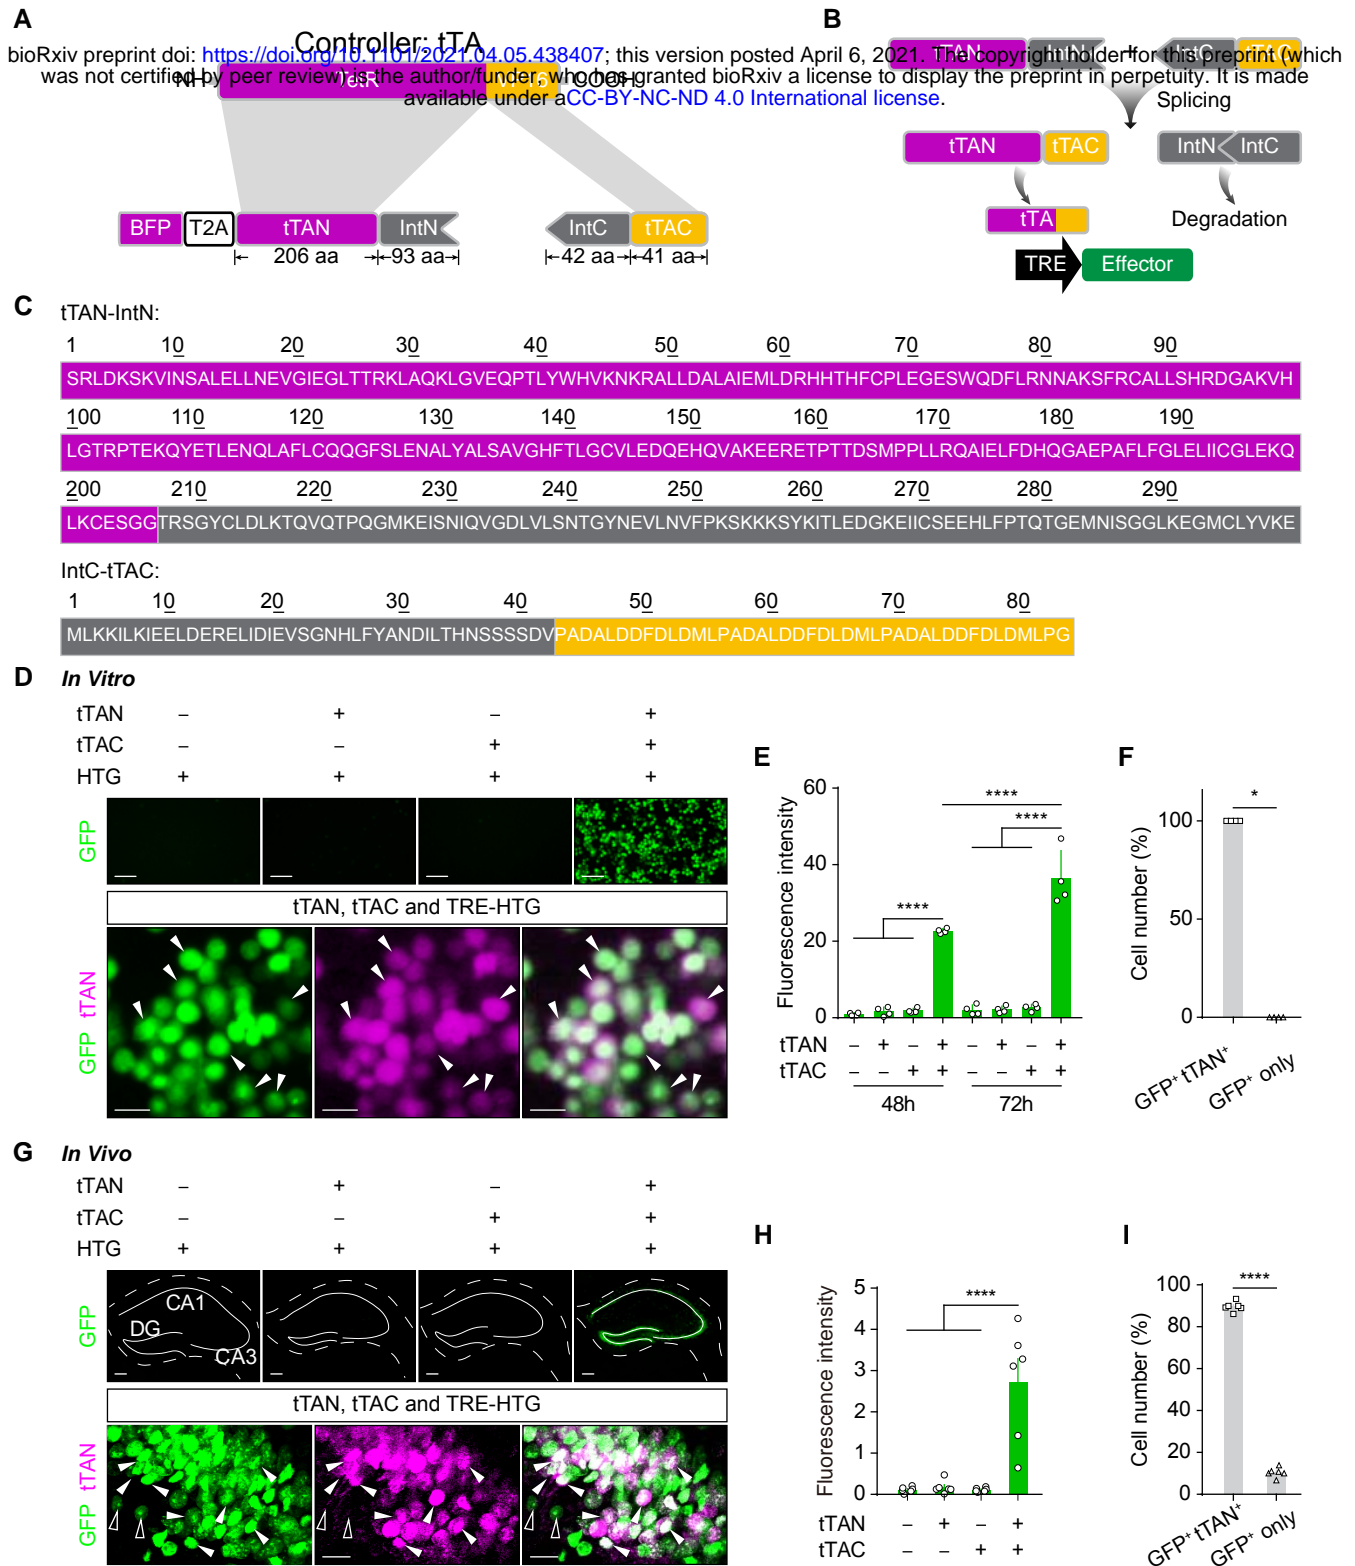 A
B
Controller: tTA
bioRxiv preprint doi: https://doi.org/10.1101/2021.04.05.438407; this version posted April 6, 2021. The copyright holder for this preprint (which
was not certified by peer review) is the author/funder, who has granted bioRxiv a license to display the preprint in perpetuity. It is made
available under aCC-BY-NC-ND 4.0 International license.
NH TetR VP16 COOH
tTAN IntN + IntC tTAC
Splicing
tTAN tTAC IntN IntC
tTA Degradation
TRE Effector
BFP T2A tTAN IntN IntC tTAC
206 aa 93 aa 42 aa 41 aa
C
tTAN-IntN:
1 10 20 30 40 50 60 70 80 90
SRLDKSKVINSALELLNEVGIEGLTTRKLAQKLGVEQPTLYWHVKNKRALLDALAIEMLDRHHTHFCPLEGESWQDFLRNNAKSFRCALLSHRDGAKVH
100 110 120 130 140 150 160 170 180 190
LGTRPTEKQYETLENQLAFLCQQGFSLENALYALSAVGHFTLGCVLEDQEHQVAKEERETPTTDSMPPLLRQAIELFDHQGAEPAFLFGLELIICGLEKQ
200 210 220 230 240 250 260 270 280 290
LKCESGGTRSGYCLDLKTQVQTPQGMKEISNIQVGDLVLSNTGYNEVLNVFPKSKKKSYKITLEDGKEIICSEEHLFPTQTGEMNISGGLKEGMCLYVKE
IntC-tTAC:
1 10 20 30 40 50 60 70 80
MLKKILKIEELDERELIDIEVSGNHLFYANDILTHNSSSSDVPADALDDFDLDMLPADALDDFDLDMLPADALDDFDLDMLPG
D In Vitro
tTAN – + – +
tTAC – – + +
HTG + + + +
GFP
tTAN, tTAC and TRE-HTG
GFP tTAN
E
Fluorescence intensity
60
40
20
0
****
****
****
tTAN – + – + – + – +
tTAC – – + + – – + +
48h 72h
F
Cell number (%)
100
50
0
*
GFP⁺ tTAN⁺
GFP⁺ only
G In Vivo
tTAN – + – +
tTAC – – + +
HTG + + + +
GFP
CA1
DG
CA3
tTAN, tTAC and TRE-HTG
GFP tTAN
H
Fluorescence intensity
5
4
3
2
1
0
****
tTAN – + – +
tTAC – – + +
I
Cell number (%)
100
80
60
40
20
0
****
GFP⁺ tTAN⁺
GFP⁺ only